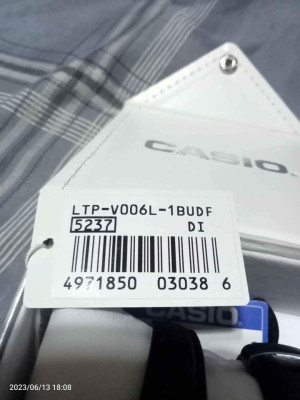 CASIO.
LTP-V006L-1BUDF
5237 DI
4971850 03038 6
CASIO.
2023/06/13 18:08